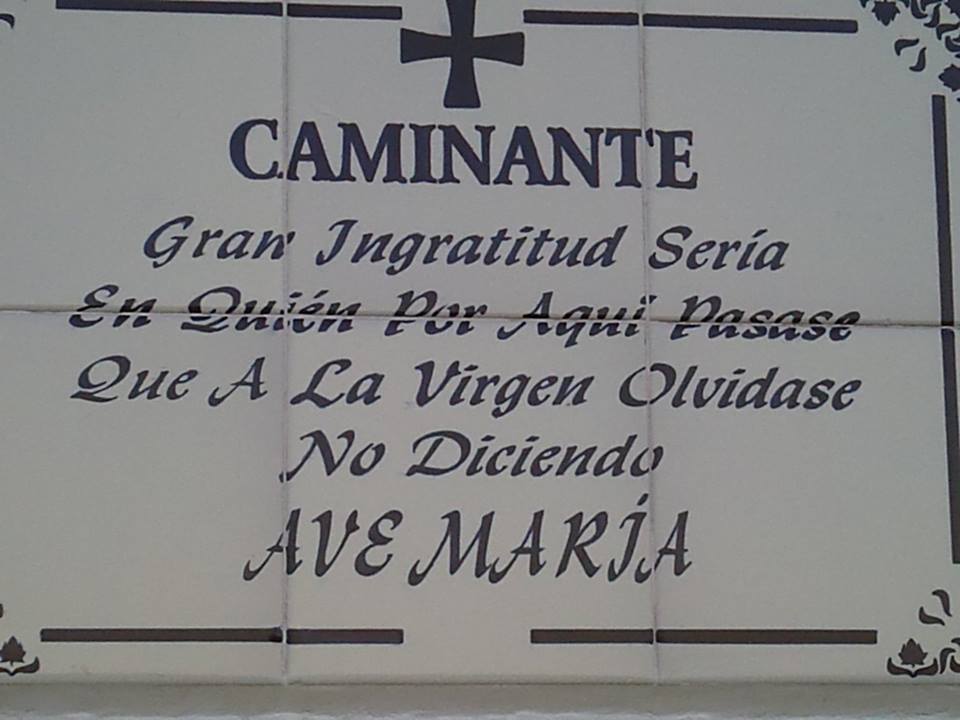 CAMINANTE
Gran Ingratitud Sería
En Quién Por Aquí Pasase
Que A La Virgen Olvidase
No Diciendo
AVE MARÍA